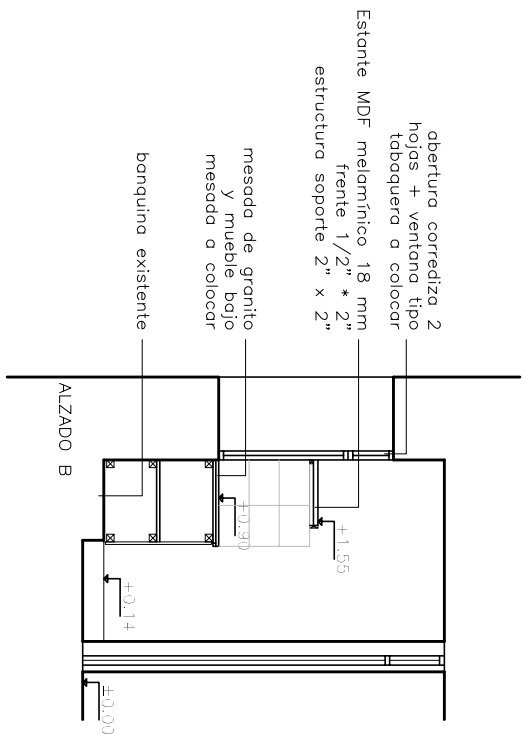 abertura corrediza 2
hojas + ventana tipo
tabaquera a colocar
Estante MDF melamínico 18 mm
frente 1/2" * 2"
estructura soporte 2" x 2"
mesada de granito
y mueble bajo
mesada a colocar
banquina existente
+1.55
+0.90
+0.14
+0.00
ALZADO B